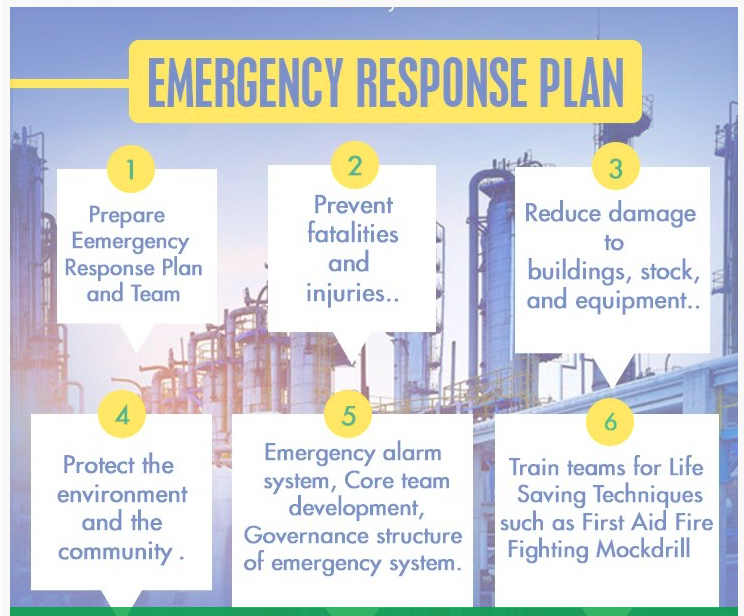 EMERGENCY RESPONSE PLAN
1
Prepare
Eemergency
Response Plan
and Team
2
Prevent
fatalities
and
injuries..
3
Reduce damage
to
buildings, stock,
and equipment..
4
Protect the
environment
and the
community .
5
Emergency alarm
system, Core team
development,
Governance structure
of emergency system.
6
Train teams for Life
Saving Techniques
such as First Aid Fire
Fighting Mockdrill